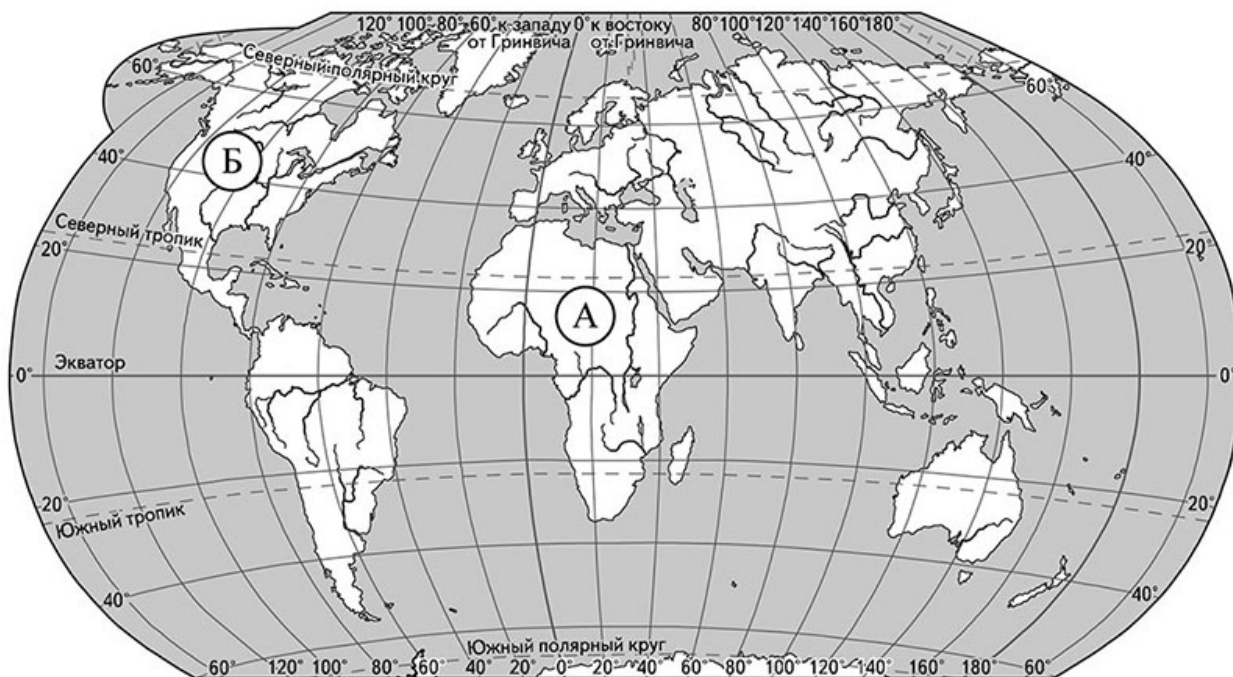 120° 100° 80° 60° к западу 0° к востоку 80° 100° 120° 140° 160° 180°
от Гринвича от Гринвича
60° Северный полярный круг 60°
40° Б 40°
Северный тропик
20° 20°
А
Экватор
0° 0°
20° 20°
Южный тропик
40° 40°
Южный полярный круг
60° 120° 100° 80° 60° 40° 20° 0° 20° 40° 60° 80° 100° 120° 140° 160° 60°